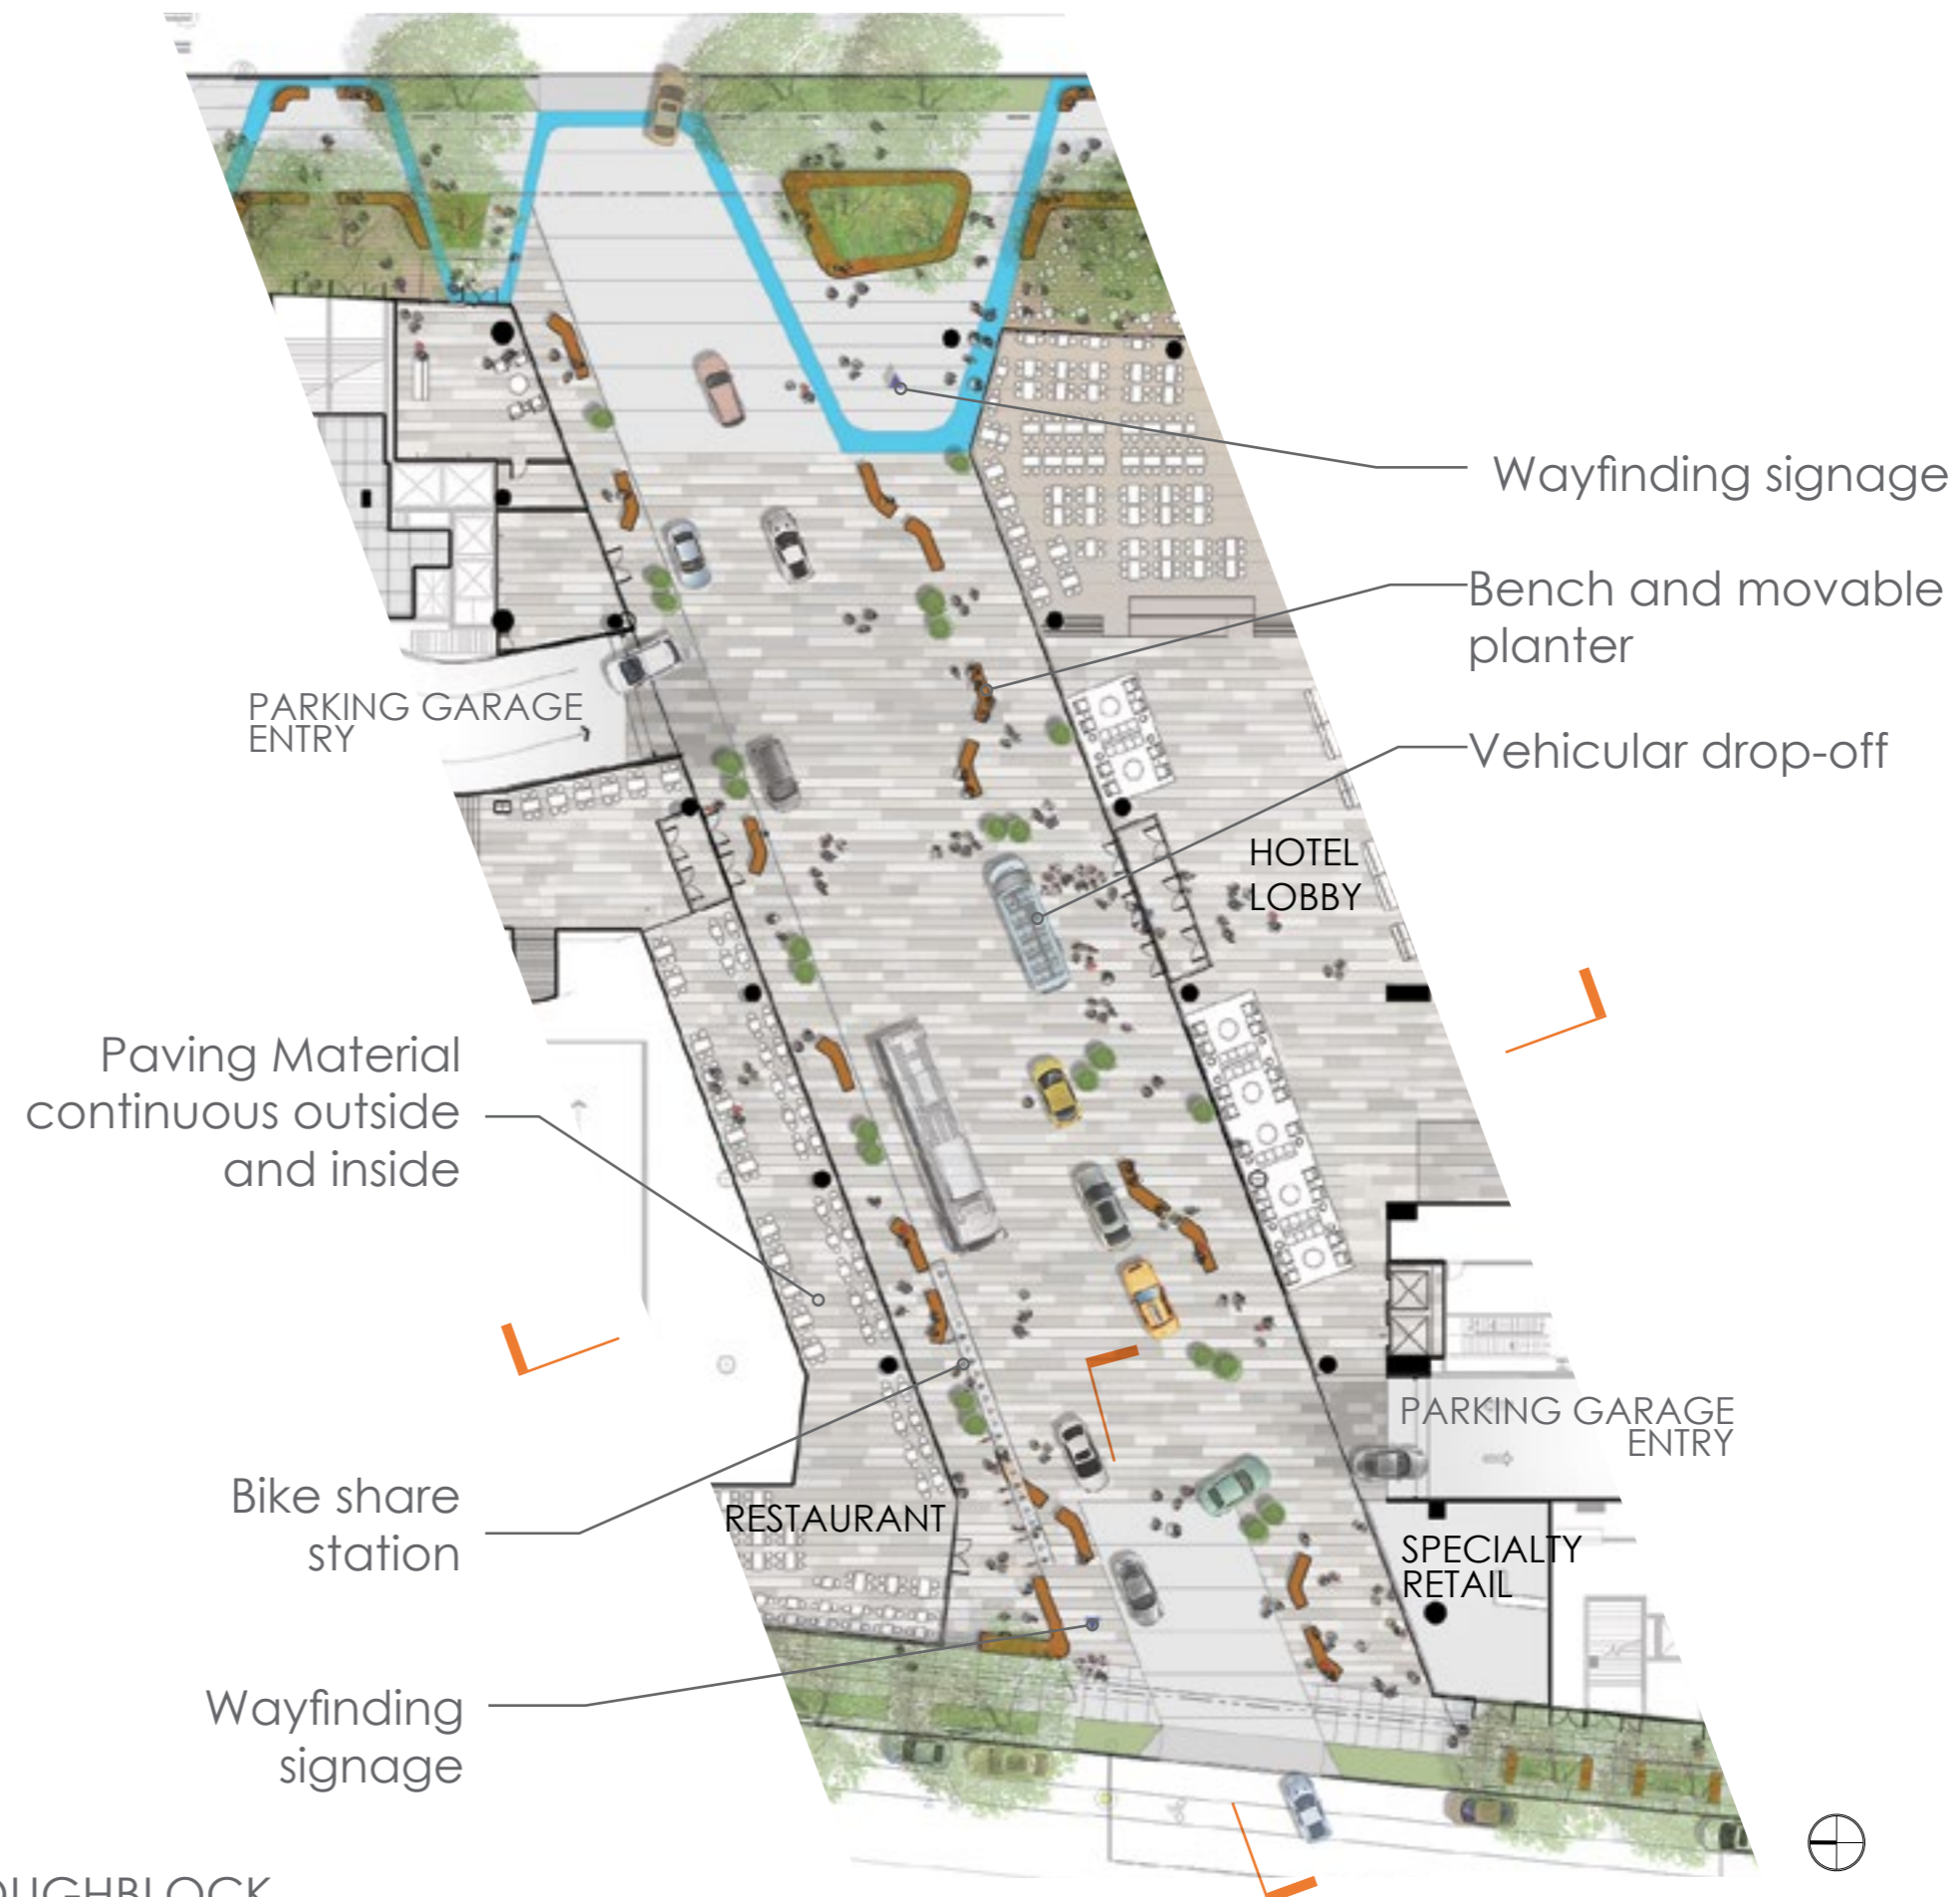 Wayfinding signage
Bench and movable
planter
PARKING GARAGE
ENTRY
Vehicular drop-off
HOTEL
LOBBY
Paving Material
continuous outside
and inside
PARKING GARAGE
ENTRY
Bike share
station
RESTAURANT
SPECIALTY
RETAIL
Wayfinding
signage
OUGHBLOCK